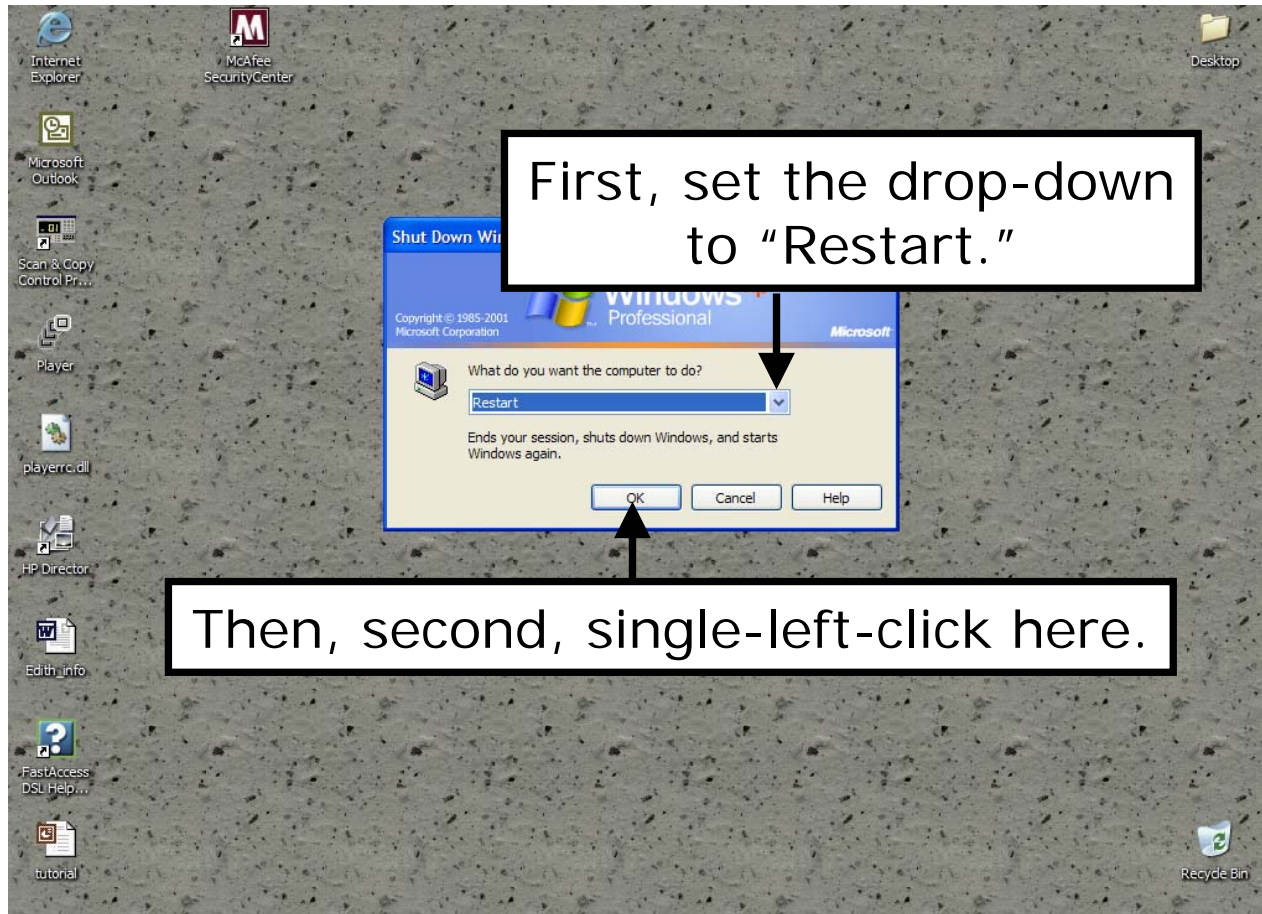 Internet
Explorer
McAfee
SecurityCenter
Desktop
Microsoft
Outlook
Scan & Copy
Control Pr...
Player
playerrc.dll
HP Director
Edith_info
FastAccess
DSL Help...
tutorial
Recycle Bin
First, set the drop-down
to “Restart.”
Shut Down Wi
Copyright © 1985-2001
Microsoft Corporation
Windows
Professional
Microsoft
What do you want the computer to do?
Restart
Ends your session, shuts down Windows, and starts
Windows again.
OK Cancel Help
Then, second, single-left-click here.